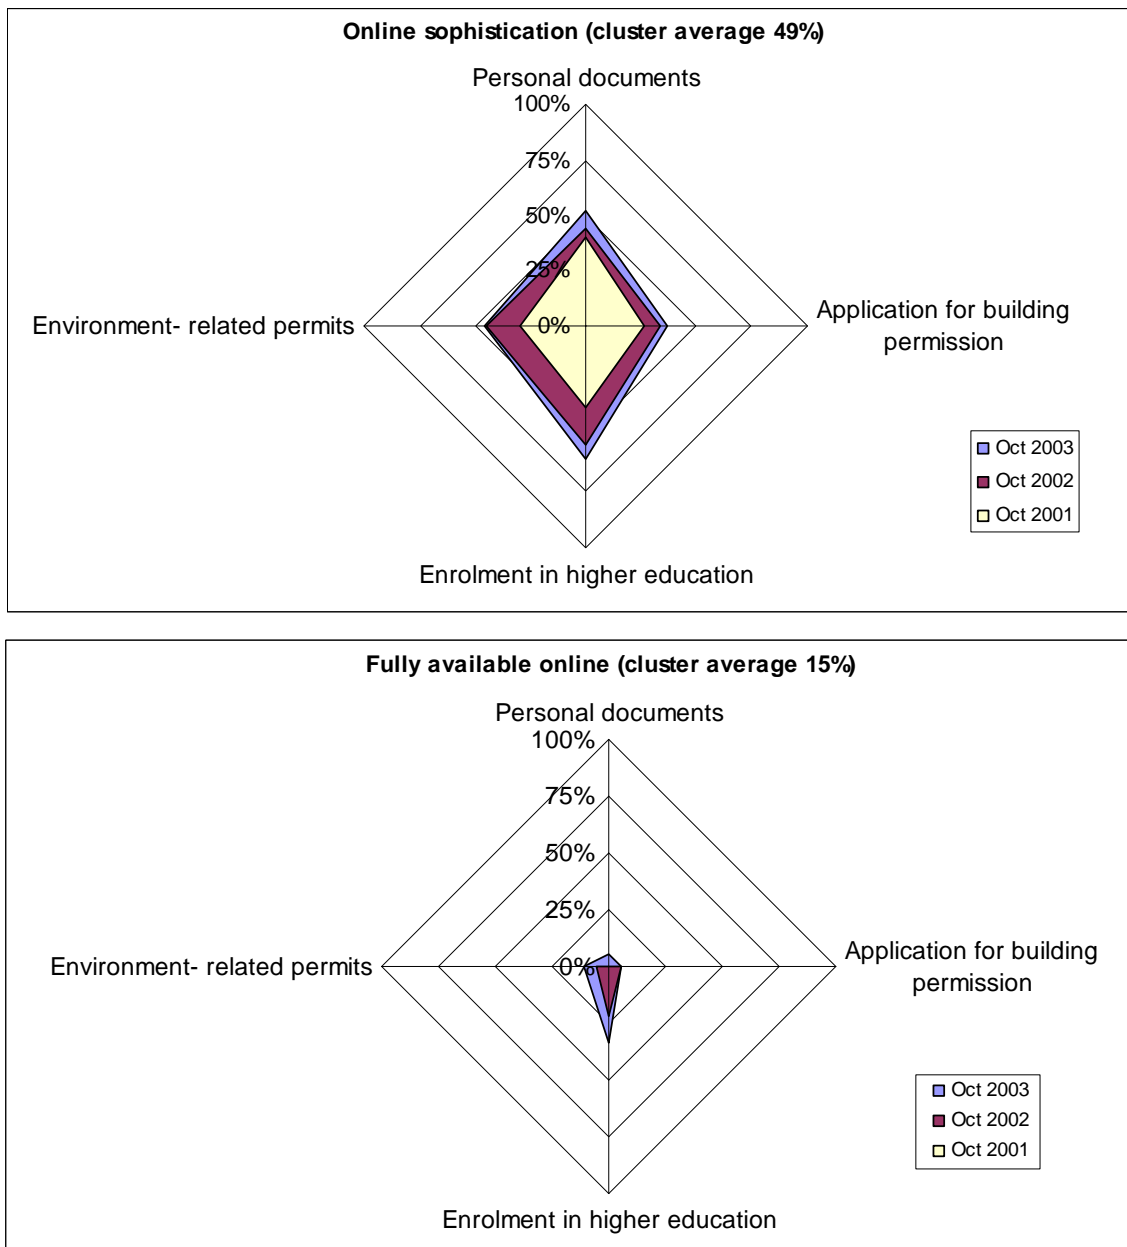 Online sophistication (cluster average 49%)
Personal documents
100%
75%
50%
25%
0%
Environment- related permits
Application for building
permission
Enrolment in higher education
Oct 2003
Oct 2002
Oct 2001
Fully available online (cluster average 15%)
Personal documents
100%
75%
50%
25%
0%
Environment- related permits
Application for building
permission
Enrolment in higher education
Oct 2003
Oct 2002
Oct 2001